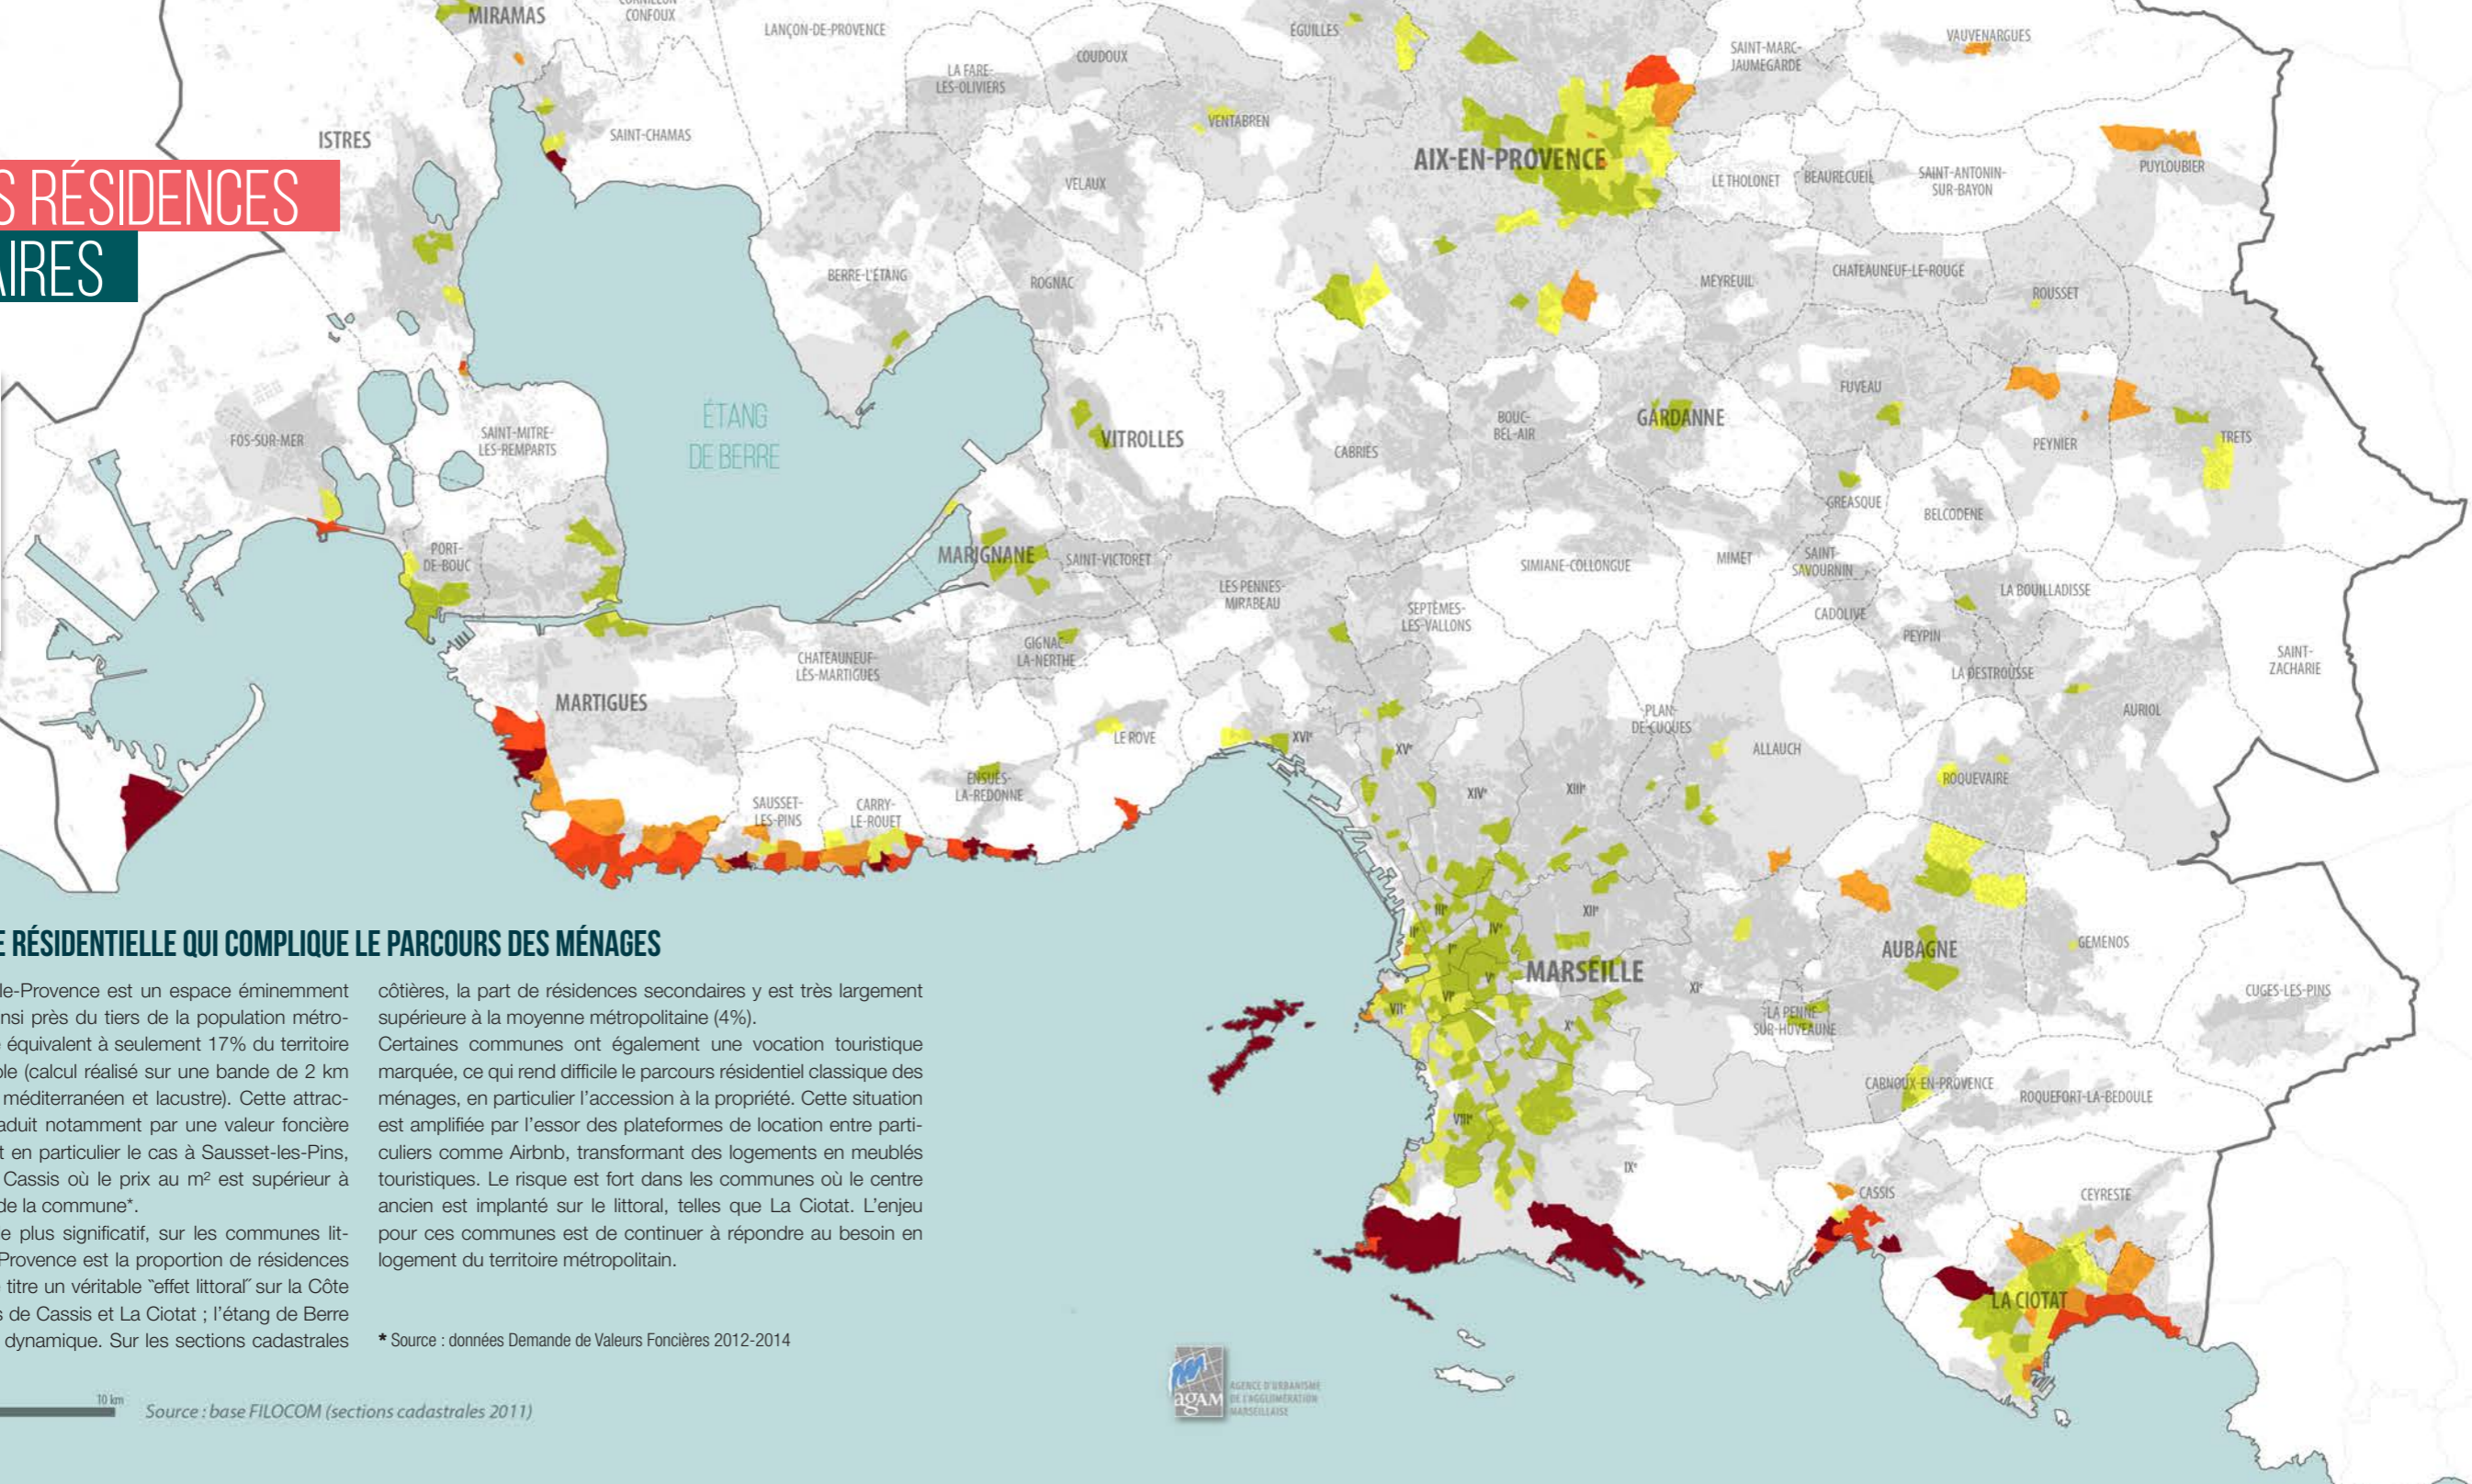 MIRAMAS
CONFOUX
LANÇON-DE-PROVENCE
ÉGUILLES
SAINT-MARC-
JAUMEGARDE
VAUVENARGUES
COUDOUX
LA FARE-
LES-OLIVIERS
VENTABREN
ISTRES
SAINT-CHAMAS
AIX-EN-PROVENCE
VELAUX
LE THOLONET
BEAURECUEIL
SAINT-ANTONIN-
SUR-BAYON
PUYLOUBIER
S RÉSIDENCES
AIRES
BERRE-L'ÉTANG
ROGNAC
MEYREUIL
CHATEAUNEUF-LE-ROUGE
ROUSSET
FUVEAU
ÉTANG
DE BERRE
FOS-SUR-MER
SAINT-MITRE-
LES-REMPARTS
VITROLLES
CABRIÈS
BOUC-
BEL-AIR
GARDANNE
PEYNIER
TRETS
GREASQUE
BELCODENE
PORT-
DE-BOUC
MARIGNANE
SAINT-VICTORET
LES PENNES-
MIRABEAU
SIMIANE-COLLONGUE
MIMET
SAINT-
SAVOURNIN
LA BOUILLADISSE
SEPTÈMES-
LES-VALLONS
CADOLIVE
PEYPIN
GIGNAC-
LA-NERTHE
CHATEAUNEUF-
LÈS-MARTIGUES
LA DESTROUSSE
SAINT-
ZACHARIE
MARTIGUES
AURIOL
PLAN-
DE-CUQUES
ALLAUCH
LE ROVE
XVIe
XVe
XIVe
XIIIe
ROQUEVAIRE
ENSUÈS-
LA-REDONNE
SAUSSET-
LES-PINS
CARRY-
LE-ROUET
XIIe
IIIe
IIe
IVe
Ie
Ve
VIe
VIIe
MARSEILLE
XIe
Xe
VIIIe
IXe
AUBAGNE
GEMENOS
CUGES-LES-PINS
LA PENNE-
SUR-HUVEAUNE
CARNOUX-EN-PROVENCE
ROQUEFORT-LA-BEDOULE
CASSIS
CEYRESTE
LA CIOTAT
E RÉSIDENTIELLE QUI COMPLIQUE LE PARCOURS DES MÉNAGES
le-Provence est un espace éminemment
nsi près du tiers de la population métro-
équivalent à seulement 17% du territoire
ole (calcul réalisé sur une bande de 2 km
méditerranéen et lacustre). Cette attrac-
aduit notamment par une valeur foncière
t en particulier le cas à Sausset-les-Pins,
Cassis où le prix au m² est supérieur à
de la commune*.
e plus significatif, sur les communes lit-
Provence est la proportion de résidences
titre un véritable "effet littoral" sur la Côte
s de Cassis et La Ciotat ; l'étang de Berre
dynamique. Sur les sections cadastrales
côtières, la part de résidences secondaires y est très largement
supérieure à la moyenne métropolitaine (4%).
Certaines communes ont également une vocation touristique
marquée, ce qui rend difficile le parcours résidentiel classique des
ménages, en particulier l'accession à la propriété. Cette situation
est amplifiée par l'essor des plateformes de location entre parti-
culiers comme Airbnb, transformant des logements en meublés
touristiques. Le risque est fort dans les communes où le centre
ancien est implanté sur le littoral, telles que La Ciotat. L'enjeu
pour ces communes est de continuer à répondre au besoin en
logement du territoire métropolitain.
* Source : données Demande de Valeurs Foncières 2012-2014
10 km
Source : base FILOCOM (sections cadastrales 2011)
agAM
AGENCE D'URBANISME
DE L'AGGLOMÉRATION
MARSEILLAISE